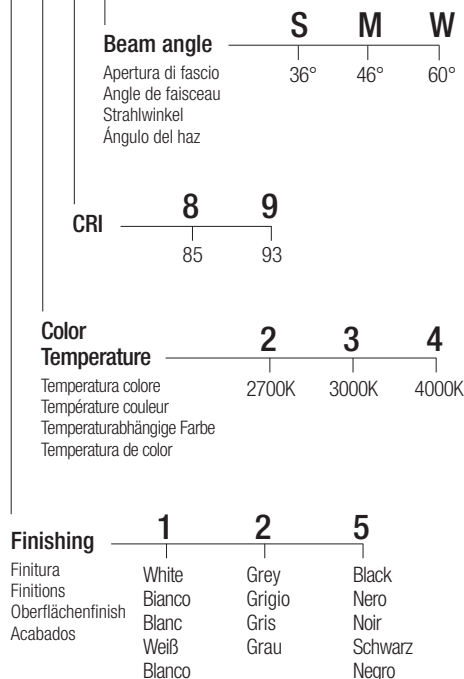 S M W
Beam angle
36° 46° 60°
Apertura di fascio
Angle de faisceau
Strahlwinkel
Ángulo del haz
8 9
CRI
85 93
Color
Temperature
2 3 4
2700K 3000K 4000K
Temperatura colore
Température couleur
Temperaturabhängige Farbe
Temperatura de color
1 2 5
Finishing
Finitura
Finitions
Oberflächenfinish
Acabados
White Grey Black
Bianco Grigio Nero
Blanc Gris Noir
Weiß Grau Schwarz
Blanco Negro